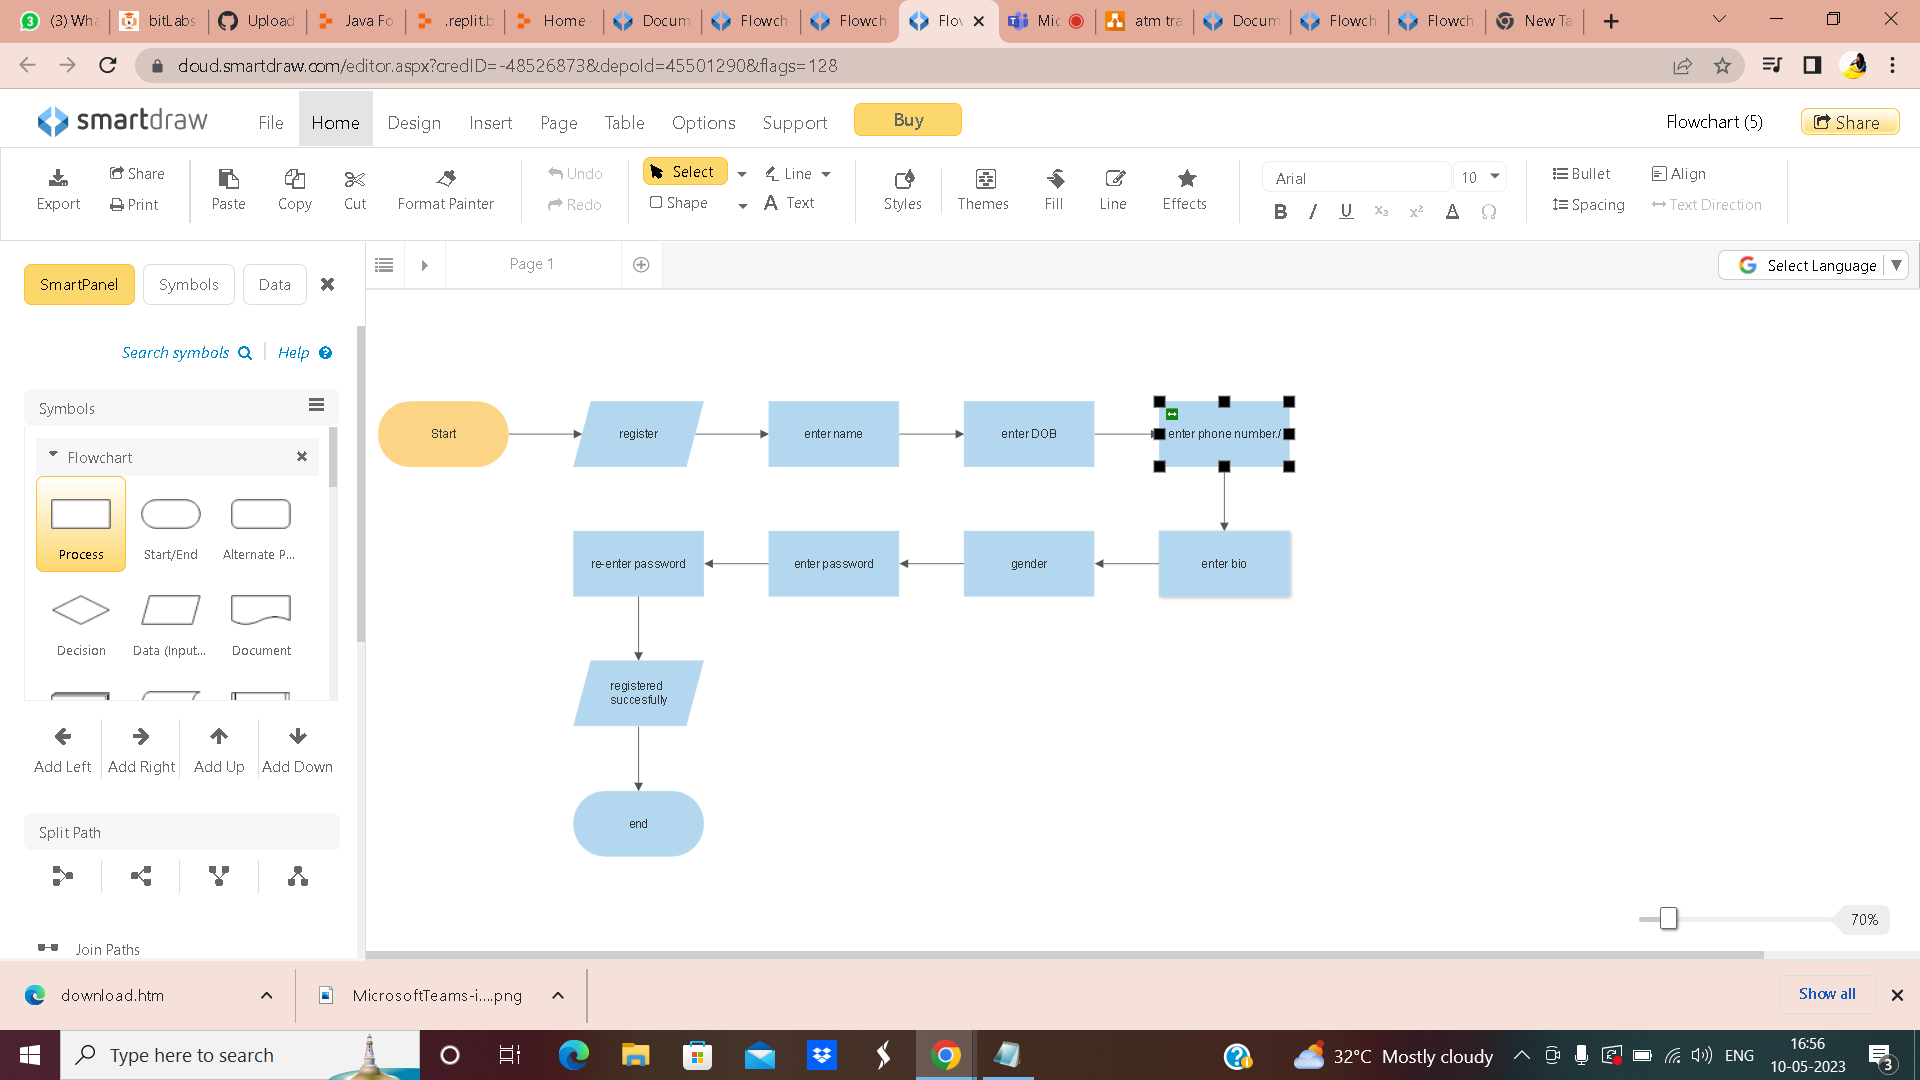 (3) Wha
bitLabs
Upload
Java Fo
.replit.b
Home -
Docum
Flowch
Flowch
Flow
Mic
atm tra
Docum
Flowch
Flowch
New Ta
cloud.smartdraw.com/editor.aspx?credID=-48526873&depoId=45501290&flags=128
smartdraw
File Home Design Insert Page Table Options Support Buy
Flowchart (5) Share
Export Share Print Paste Copy Cut Format Painter
Undo Redo Select Shape Line Text
Styles Themes Fill Line Effects
Arial 10
B I U x₂ x² A Ω
Bullet Align
Spacing Text Direction
Page 1
Select Language ▼
SmartPanel Symbols Data
Search symbols Help ?
Symbols
Flowchart
Process Start/End Alternate P...
Decision Data (Input... Document
Add Left Add Right Add Up Add Down
Split Path
Join Paths
Start
register
enter name
enter DOB
enter phone number./
re-enter password
enter password
gender
enter bio
registered
succesfully
end
70%
download.htm
MicrosoftTeams-i....png
Show all
Type here to search
32°C Mostly cloudy
ENG
16:56
10-05-2023
3